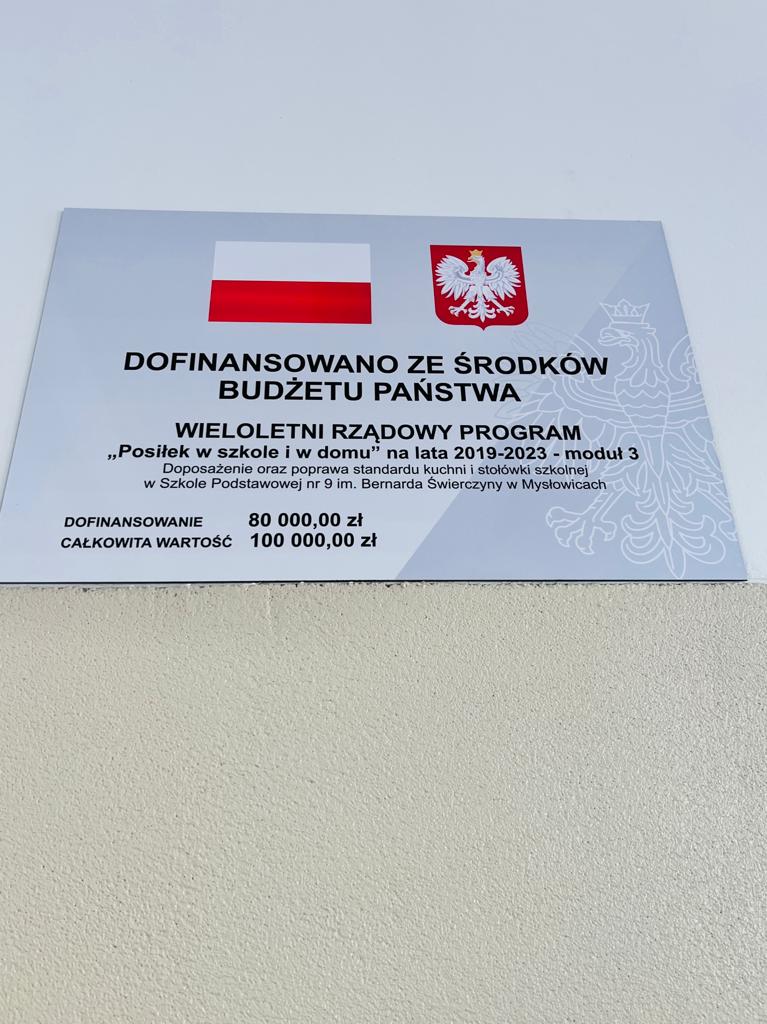 DOFINANSOWANO ZE ŚRODKÓW
BUDŻETU PAŃSTWA
WIELOLETNI RZĄDOWY PROGRAM
„Posiłek w szkole i w domu” na lata 2019-2023 - moduł 3
Doposażenie oraz poprawa standardu kuchni i stołówki szkolnej
w Szkole Podstawowej nr 9 im. Bernarda Świerczyny w Mysłowicach
DOFINANSOWANIE 80 000,00 zł
CAŁKOWITA WARTOŚĆ 100 000,00 zł